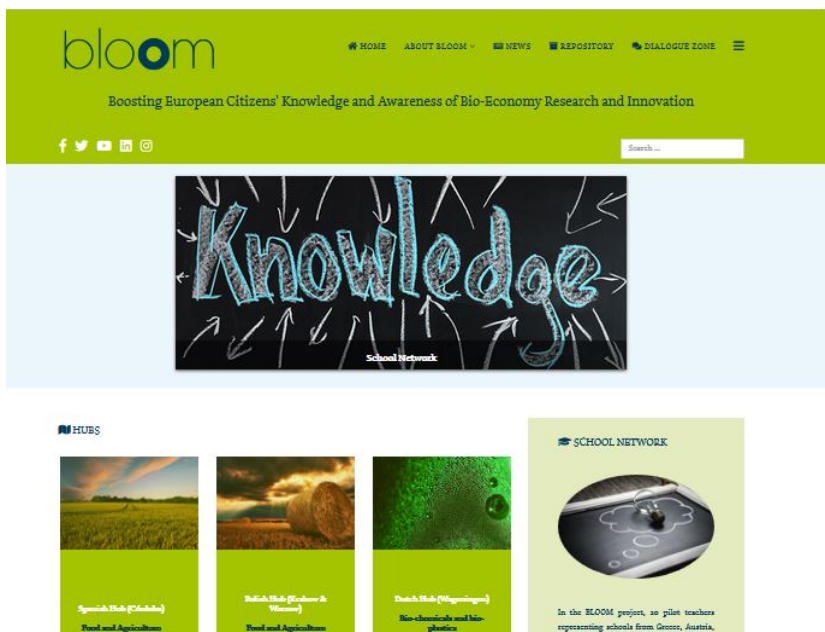 bloom
HOME ABOUT BLOOM NEWS REPOSITORY DIALOGUE ZONE
Boosting European Citizens' Knowledge and Awareness of Bio-Economy Research and Innovation
Search ...
Knowledge
School Network
HUBS
SCHOOL NETWORK
Spanish Hub (Córdoba)
Food and Agriculture
Polish Hub (Krakow &
Warsaw)
Food and Agriculture
Dutch Hub (Wageningen)
Bio-chemicals and bio-
plastics
In the BLOOM project, 20 pilot teachers
representing schools from Greece, Austria,